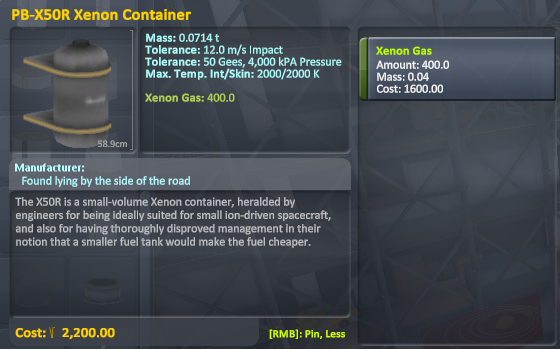 PB-X50R Xenon Container
Mass: 0.0714 t
Tolerance: 12.0 m/s Impact
Tolerance: 50 Gees, 4,000 kPA Pressure
Max. Temp. Int/Skin: 2000/2000 K
Xenon Gas: 400.0
58.9cm
Xenon Gas
Amount: 400.0
Mass: 0.04
Cost: 1600.00
Manufacturer:
Found lying by the side of the road
The X50R is a small-volume Xenon container, heralded by
engineers for being ideally suited for small ion-driven spacecraft,
and also for having thoroughly disproved management in their
notion that a smaller fuel tank would make the fuel cheaper.
Cost: 2,200.00
[RMB]: Pin, Less